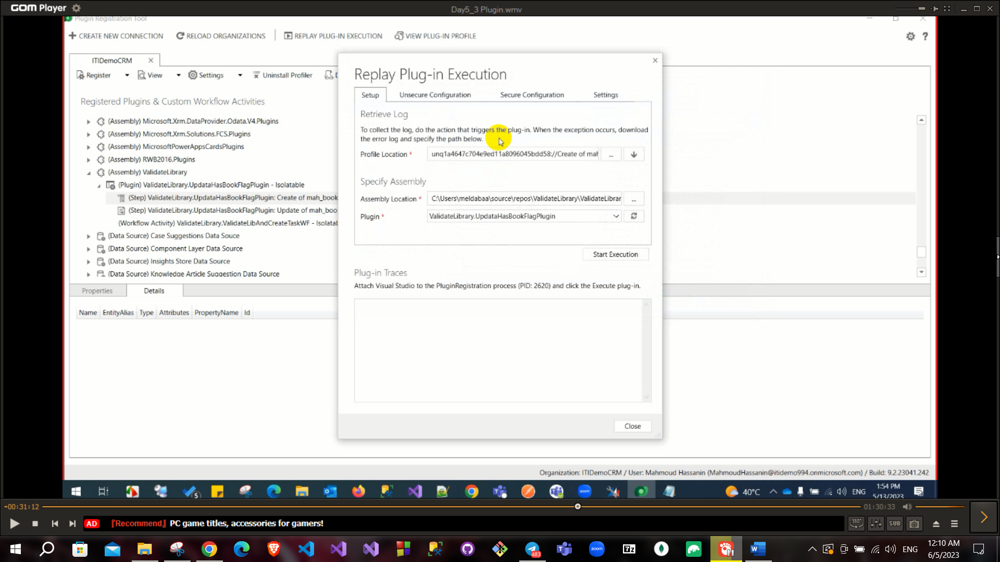 GOM Player
Day5_3 Plugin.wmv
Plugin Registration Tool
CREATE NEW CONNECTION
RELOAD ORGANIZATIONS
REPLAY PLUG-IN EXECUTION
VIEW PLUG-IN PROFILE
?
ITIDemoCRM
Register
View
Settings
Uninstall Profiler
Registered Plugins & Custom Workflow Activities
(Assembly) Microsoft.Xrm.DataProvider.Odata.V4.Plugins
(Assembly) Microsoft.Xrm.Solutions.FCS.Plugins
(Assembly) MicrosoftPowerAppsCardsPlugins
(Assembly) RWB2016.Plugins
(Assembly) ValidateLibrary
(Plugin) ValidateLibrary.UpdataHasBookFlagPlugin - Isolatable
(Step) ValidateLibrary.UpdataHasBookFlagPlugin: Create of mah_book
(Step) ValidateLibrary.UpdataHasBookFlagPlugin: Update of mah_boo
(Workflow Activity) ValidateLibrary.ValidateLibAndCreateTaskWF - Isolatab
(Data Source) Case Suggestions Data Souce
(Data Source) Component Layer Data Source
(Data Source) Insights Store Data Source
(Data Source) Knowledge Article Suggestion Data Source
Properties
Details
Name EntityAlias Type Attributes PropertyName Id
Replay Plug-in Execution
Setup
Unsecure Configuration
Secure Configuration
Settings
Retrieve Log
To collect the log, do the action that triggers the plug-in. When the exception occurs, download
the error log and specify the path below.
Profile Location *
unq1a4647c704e9ed11a8096045bdd58://Create of mah
...
Specify Assembly
Assembly Location *
C:\Users\meldabaa\source\repos\ValidateLibrary\ValidateLibrar
...
Plugin *
ValidateLibrary.UpdataHasBookFlagPlugin
Start Execution
Plug-in Traces
Attach Visual Studio to the PluginRegistration process (PID: 2620) and click the Execute plug-in.
Close
Organization: ITIDemoCRM / User: Mahmoud Hassanin (MahmoudHassanin@itidemo994.onmicrosoft.com) / Build: 9.2.23041.242
5
zoom
40°C
ENG
1:54 PM
5/13/2023
-00:31:12
01:30:33
AD
『Recommend』 PC game titles, accessories for gamers!
360°
SUB
483
zoom
7z
ENG
12:10 AM
6/5/2023